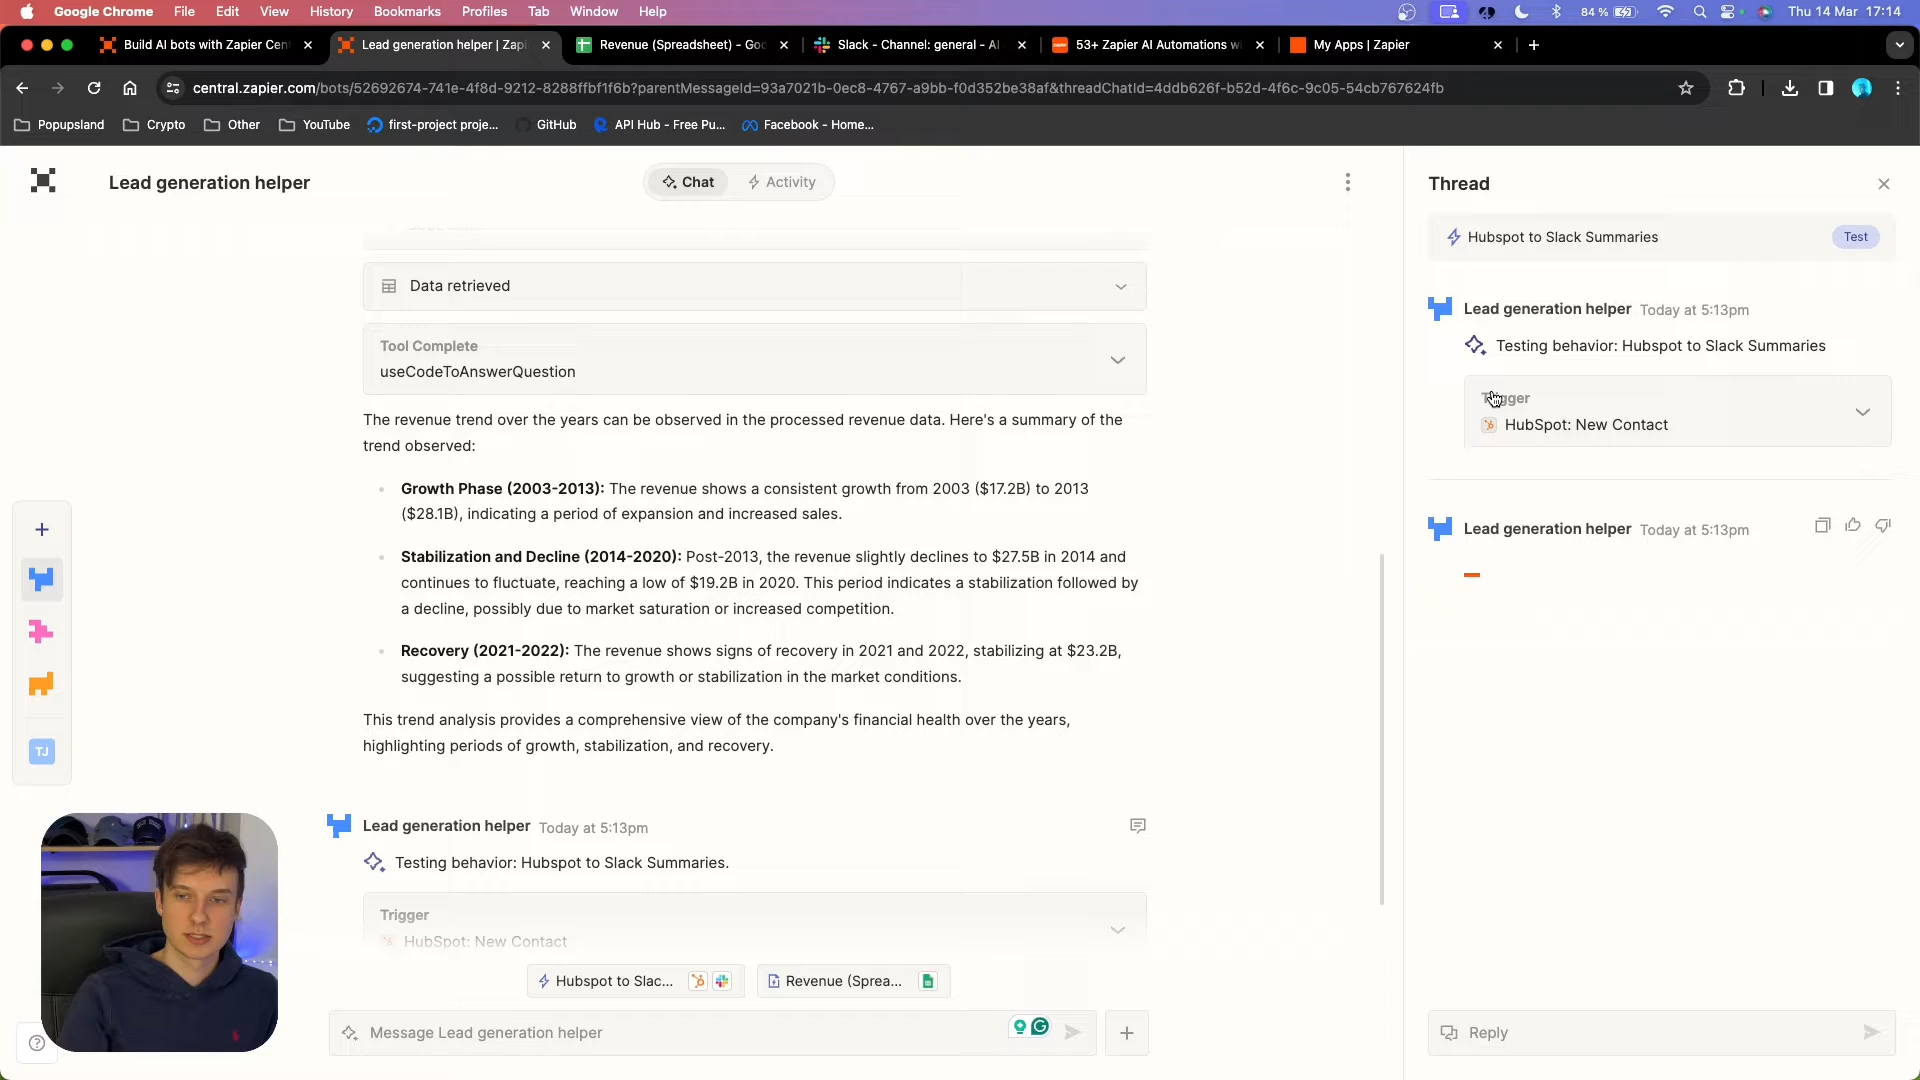 Google Chrome File Edit View History Bookmarks Profiles Tab Window Help 84 % Thu 14 Mar 17:14
Build AI bots with Zapier Cen Lead generation helper | Zapi Revenue (Spreadsheet) - Goo Slack - Channel: general - AI 53+ Zapier AI Automations wi My Apps | Zapier
central.zapier.com/bots/52692674-741e-4f8d-9212-8288ffbf1f6b?parentMessageId=93a7021b-0ec8-4767-a9bb-f0d352be38af&threadChatId=4ddb626f-b52d-4f6c-9c05-54cb767624fb
Popupsland Crypto Other YouTube first-project proje... GitHub API Hub - Free Pu... Facebook - Home...
Lead generation helper
Chat Activity
Data retrieved
Tool Complete
useCodeToAnswerQuestion
The revenue trend over the years can be observed in the processed revenue data. Here's a summary of the
trend observed:
Growth Phase (2003-2013): The revenue shows a consistent growth from 2003 ($17.2B) to 2013
($28.1B), indicating a period of expansion and increased sales.
Stabilization and Decline (2014-2020): Post-2013, the revenue slightly declines to $27.5B in 2014 and
continues to fluctuate, reaching a low of $19.2B in 2020. This period indicates a stabilization followed by
a decline, possibly due to market saturation or increased competition.
Recovery (2021-2022): The revenue shows signs of recovery in 2021 and 2022, stabilizing at $23.2B,
suggesting a possible return to growth or stabilization in the market conditions.
This trend analysis provides a comprehensive view of the company's financial health over the years,
highlighting periods of growth, stabilization, and recovery.
Lead generation helper Today at 5:13pm
Testing behavior: Hubspot to Slack Summaries.
Trigger
HubSpot: New Contact
Hubspot to Slac... Revenue (Sprea...
Message Lead generation helper
TJ
Thread
Hubspot to Slack Summaries Test
Lead generation helper Today at 5:13pm
Testing behavior: Hubspot to Slack Summaries
Trigger
HubSpot: New Contact
Lead generation helper Today at 5:13pm
Reply